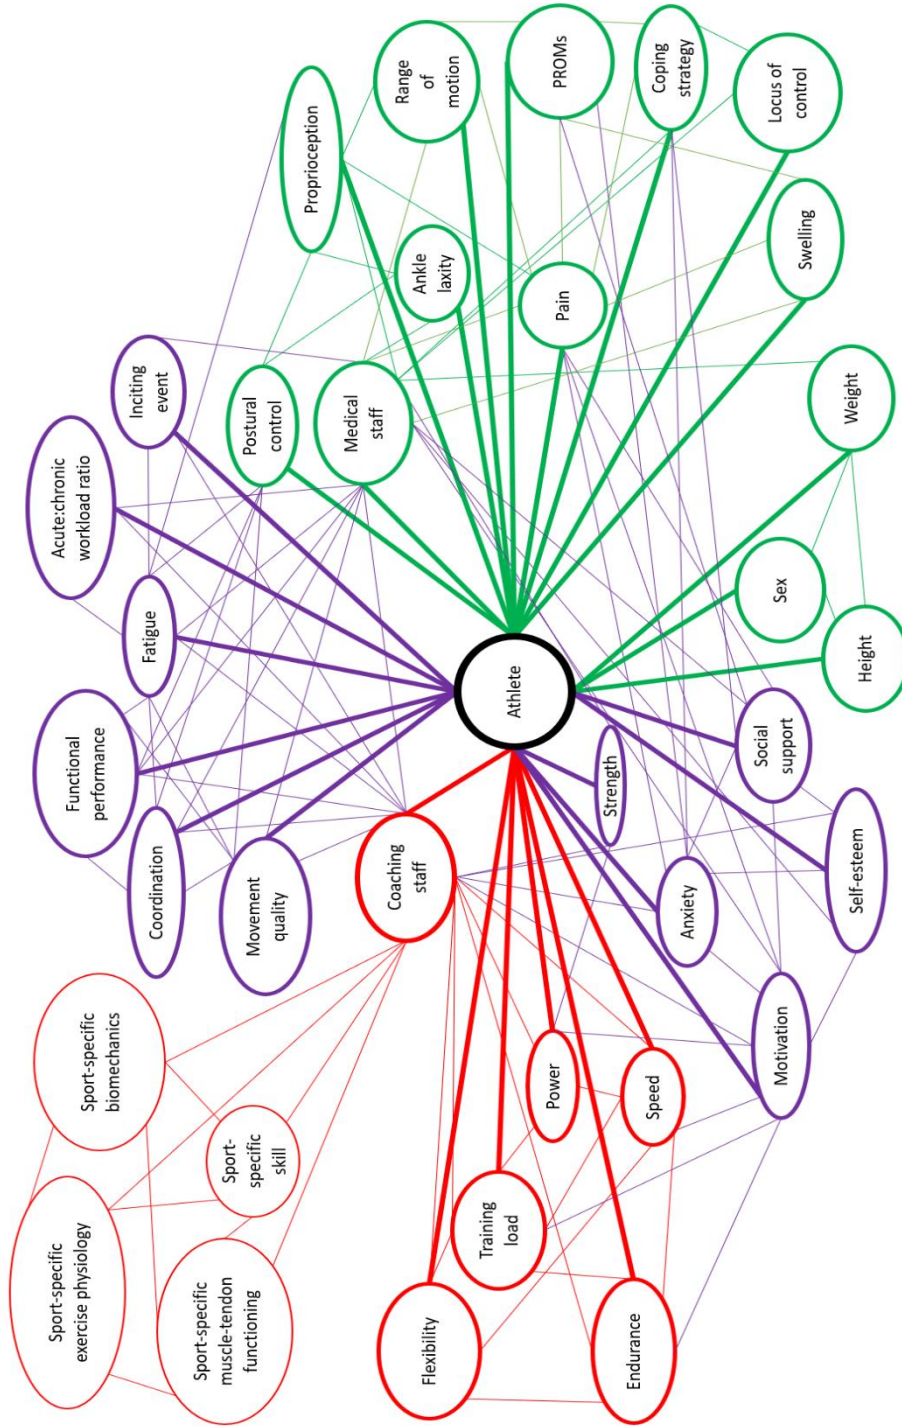 Sport-specific
exercise physiology
Sport-specific
biomechanics
Functional
performance
Acute:chronic
workload ratio
Coordination
Fatigue
Inciting
event
Sport-specific
muscle-tendon
functioning
Sport-
specific
skill
Movement
quality
Postural
control
Proprioception
Flexibility
Coaching
staff
Medical
staff
Ankle
laxity
Range
of
motion
Training
load
Athlete
PROMs
Power
Pain
Endurance
Speed
Strength
Coping
strategy
Anxiety
Social
support
Sex
Swelling
Locus of
control
Motivation
Self-esteem
Height
Weight